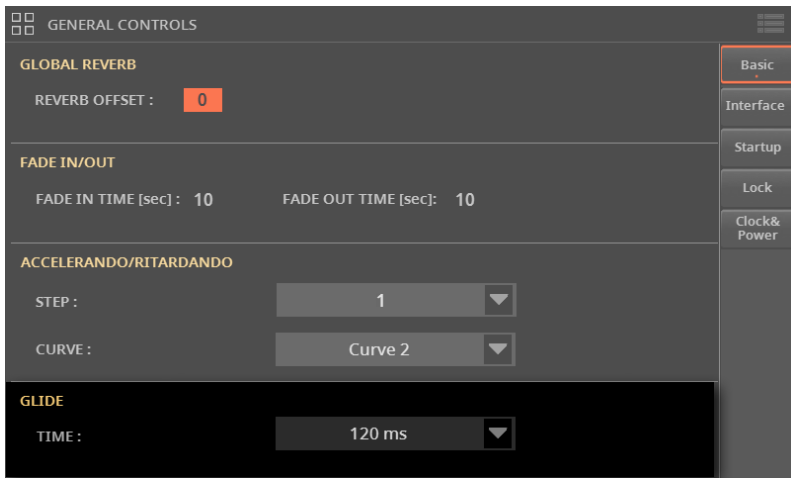 GENERAL CONTROLS
GLOBAL REVERB
REVERB OFFSET : 0
FADE IN/OUT
FADE IN TIME [sec] : 10 FADE OUT TIME [sec]: 10
ACCELERANDO/RITARDANDO
STEP : 1
CURVE : Curve 2
GLIDE
TIME : 120 ms
Basic
Interface
Startup
Lock
Clock&
Power